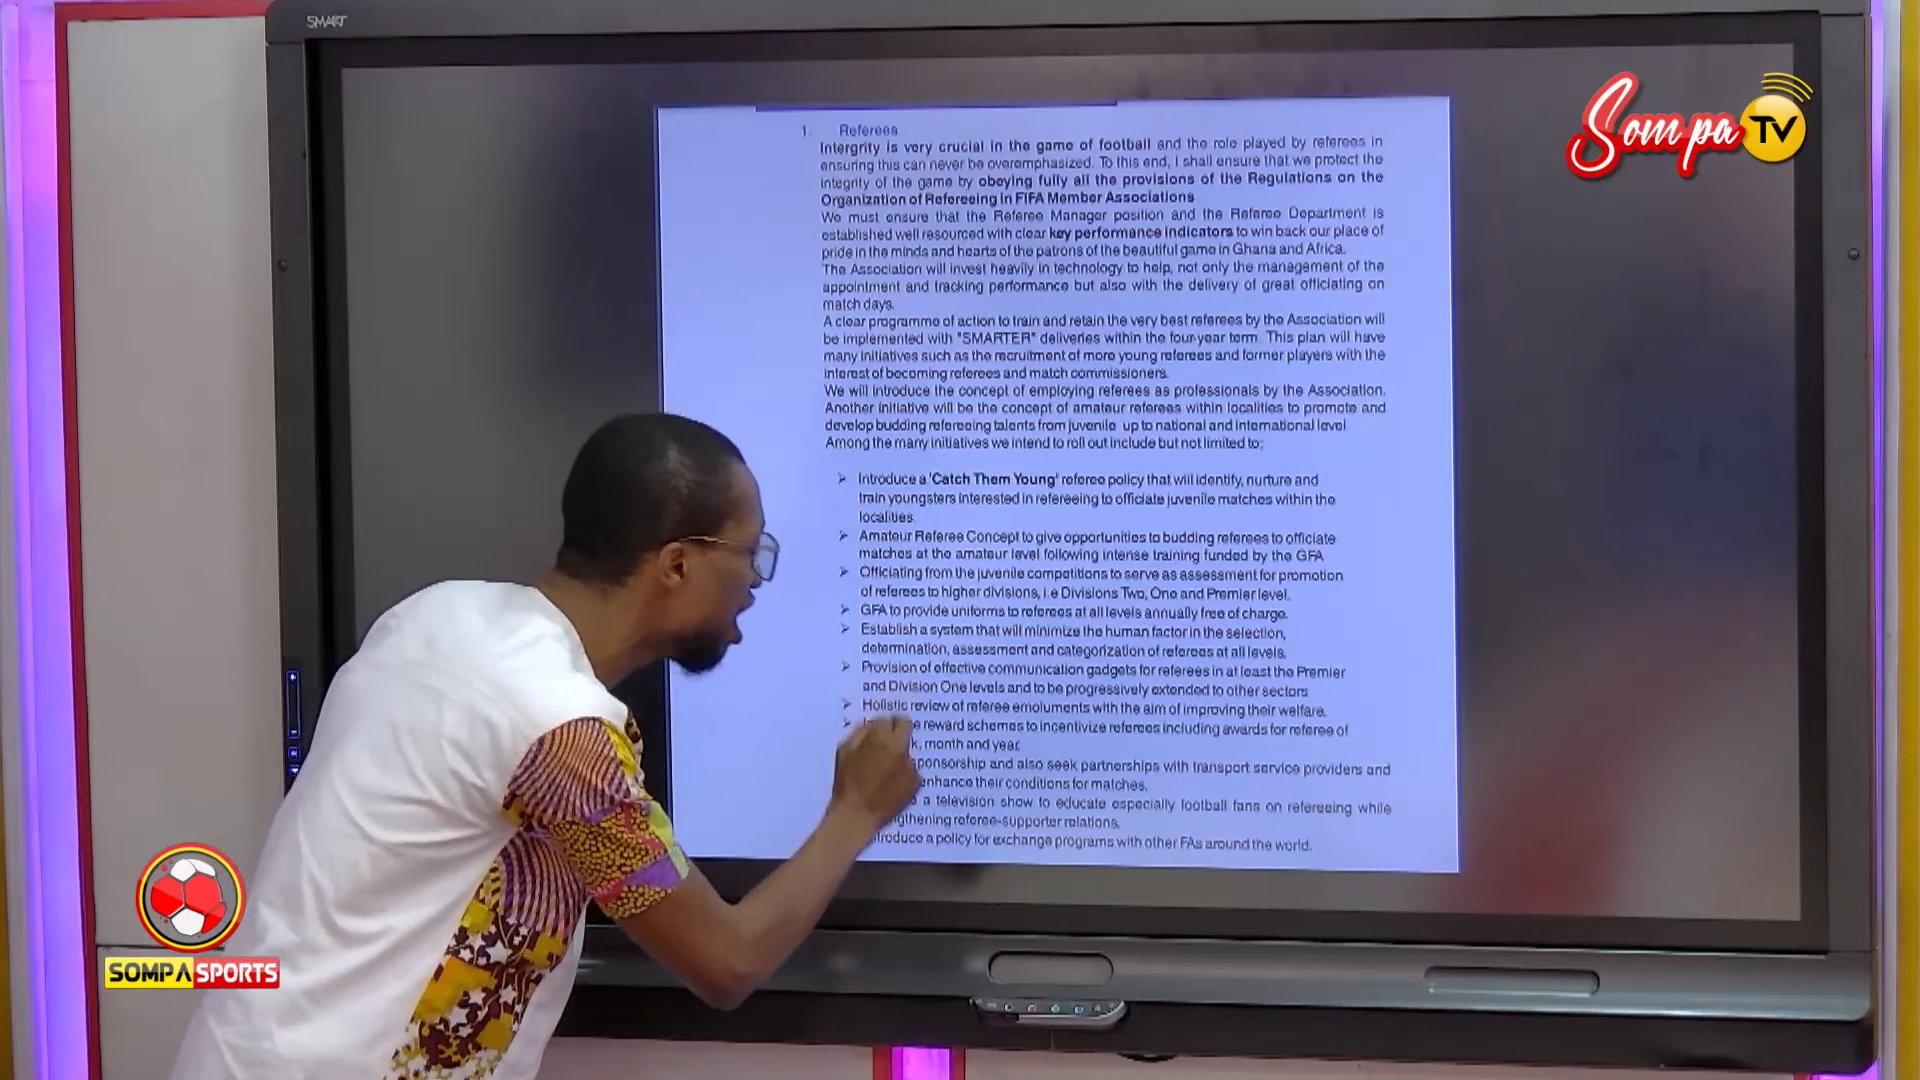 SMART
Sompa TV
1. Referees
Intergrity is very crucial in the game of football and the role played by referees in
ensuring this can never be overemphasized. To this end, I shall ensure that we protect the
integrity of the game by obeying fully all the provisions of the Regulations on the
Organization of Refereeing in FIFA Member Associations
We must ensure that the Referee Manager position and the Referee Department is
established well resourced with clear key performance indicators to win back our place of
pride in the minds and hearts of the patrons of the beautiful game in Ghana and Africa.
The Association will invest heavily in technology to help, not only the management of the
appointment and tracking performance but also with the delivery of great officiating on
match days.
A clear programme of action to train and retain the very best referees by the Association will
be implemented with "SMARTER" deliveries within the four-year term. This plan will have
many initiatives such as the recruitment of more young referees and former players with the
interest of becoming referees and match commissioners.
We will introduce the concept of employing referees as professionals by the Association.
Another initiative will be the concept of amateur referees within localities to promote and
develop budding refereeing talents from juvenile up to national and international level
Among the many initiatives we intend to roll out include but not limited to;
➢ Introduce a 'Catch Them Young' referee policy that will identify, nurture and
train youngsters interested in refereeing to officiate juvenile matches within the
localities.
➢ Amateur Referee Concept to give opportunities to budding referees to officiate
matches at the amateur level following intense training funded by the GFA
➢ Officiating from the juvenile competitions to serve as assessment for promotion
of referees to higher divisions, i.e Divisions Two, One and Premier level.
➢ GFA to provide uniforms to referees at all levels annually free of charge.
➢ Establish a system that will minimize the human factor in the selection,
determination, assessment and categorization of referees at all levels.
➢ Provision of effective communication gadgets for referees in at least the Premier
and Division One levels and to be progressively extended to other sectors
➢ Holistic review of referee emoluments with the aim of improving their welfare.
➢ reward schemes to incentivize referees including awards for referee of
month and year.
sponsorship and also seek partnerships with transport service providers and
enhance their conditions for matches.
a television show to educate especially football fans on refereeing while
referee-supporter relations.
introduce a policy for exchange programs with other FAs around the world.
SOMPA SPORTS